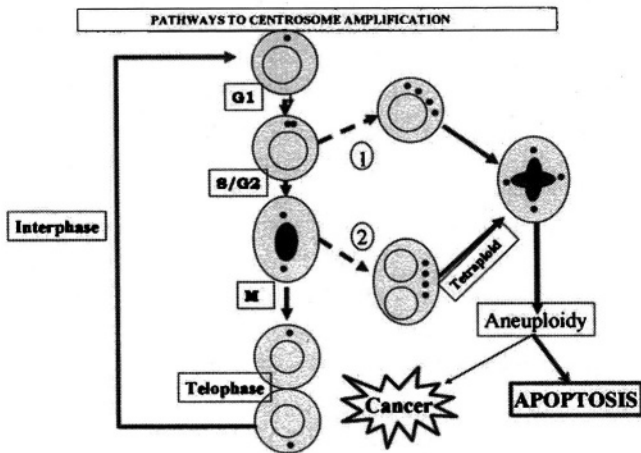 PATHWAYS TO CENTROSOME AMPLIFICATION
G1
1
S/G2
Interphase
2
Tetraploid
M
Aneuploidy
Telophase
Cancer
APOPTOSIS